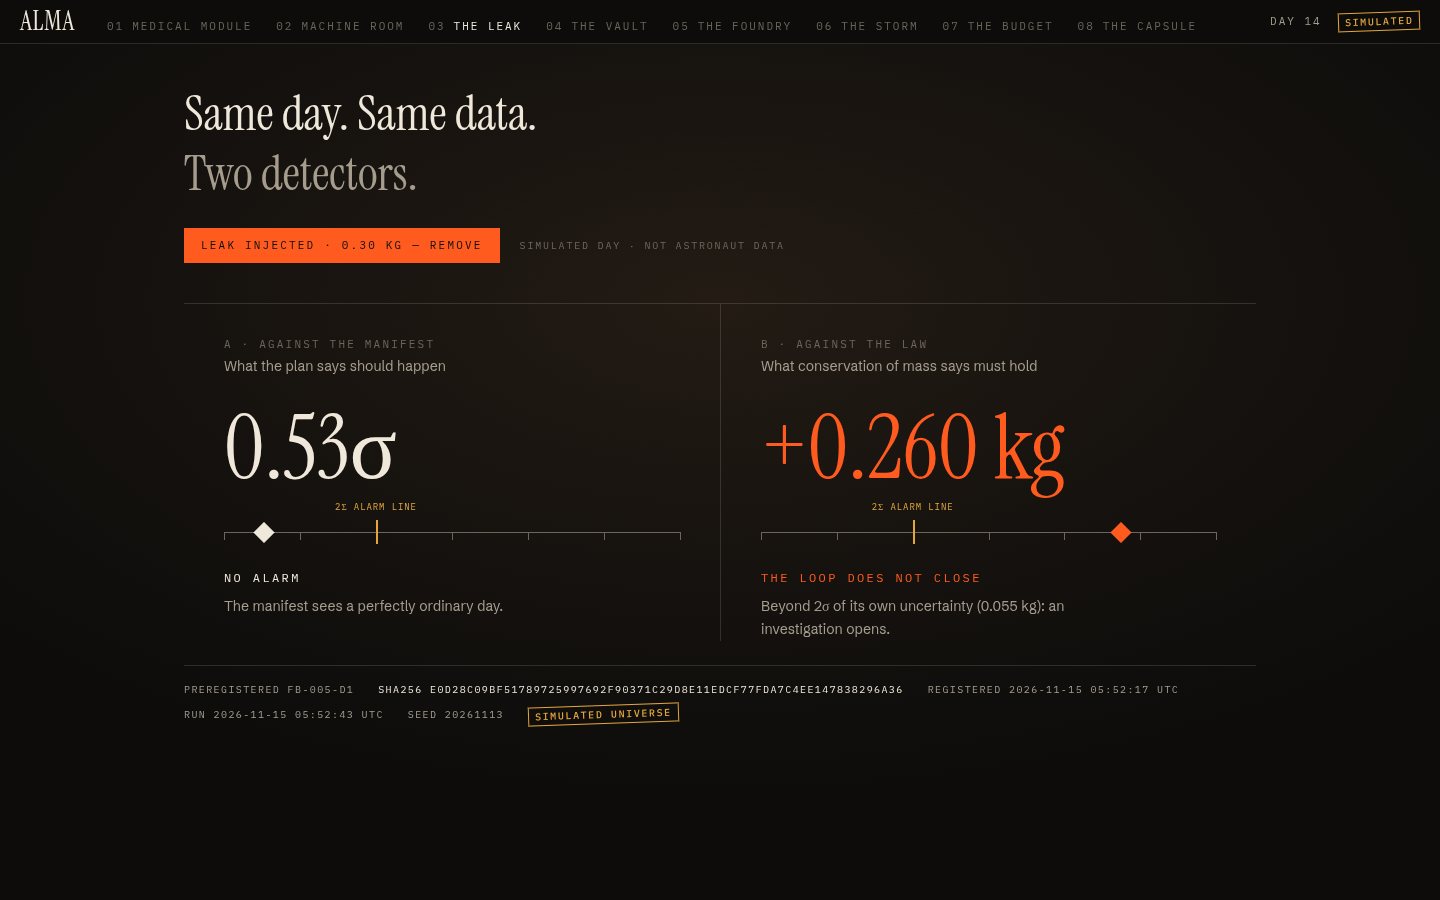 ALMA 01 MEDICAL MODULE 02 MACHINE ROOM 03 THE LEAK 04 THE VAULT 05 THE FOUNDRY 06 THE STORM 07 THE BUDGET 08 THE CAPSULE DAY 14 SIMULATED
Same day. Same data.
Two detectors.
LEAK INJECTED · 0.30 KG — REMOVE SIMULATED DAY · NOT ASTRONAUT DATA
A · AGAINST THE MANIFEST
What the plan says should happen
0.53σ
2Σ ALARM LINE
NO ALARM
The manifest sees a perfectly ordinary day.
B · AGAINST THE LAW
What conservation of mass says must hold
+0.260 kg
2Σ ALARM LINE
THE LOOP DOES NOT CLOSE
Beyond 2σ of its own uncertainty (0.055 kg): an
investigation opens.
PREREGISTERED FB-005-D1 SHA256 E0D28C09BF51789725997692F90371C29D8E11EDCF77FDA7C4EE147838296A36 REGISTERED 2026-11-15 05:52:17 UTC
RUN 2026-11-15 05:52:43 UTC SEED 20261113 SIMULATED UNIVERSE